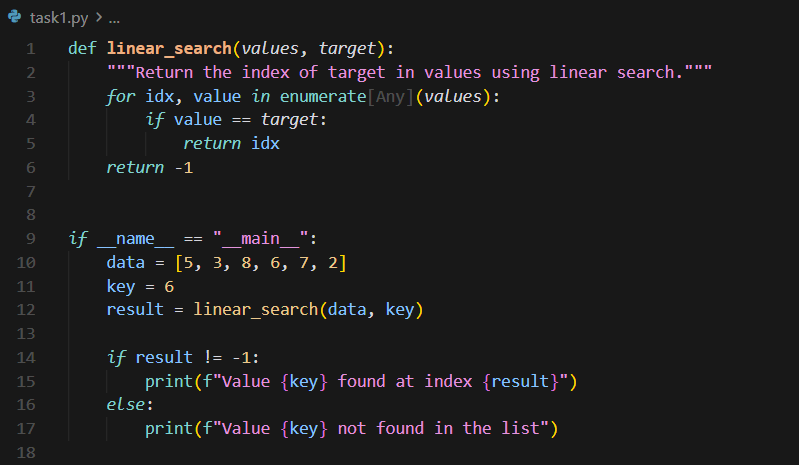 task1.py > ...
1 def linear_search(values, target):
2     """Return the index of target in values using linear search."""
3     for idx, value in enumerate[Any](values):
4         if value == target:
5             return idx
6     return -1
7
8
9 if __name__ == "__main__":
10     data = [5, 3, 8, 6, 7, 2]
11     key = 6
12     result = linear_search(data, key)
13
14     if result != -1:
15         print(f"Value {key} found at index {result}")
16     else:
17         print(f"Value {key} not found in the list")
18